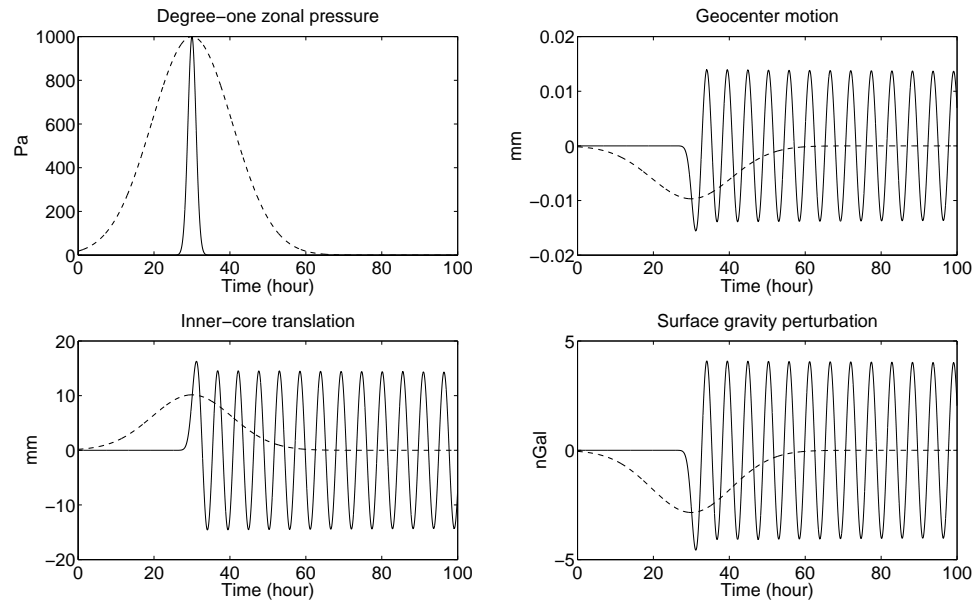 Degree−one zonal pressure
1000
800
600
400
200
0
Pa
0 20 40 60 80 100
Time (hour)
Geocenter motion
0.02
0.01
0
−0.01
−0.02
mm
0 20 40 60 80 100
Time (hour)
Inner−core translation
20
10
0
−10
−20
mm
0 20 40 60 80 100
Time (hour)
Surface gravity perturbation
5
0
−5
nGal
0 20 40 60 80 100
Time (hour)